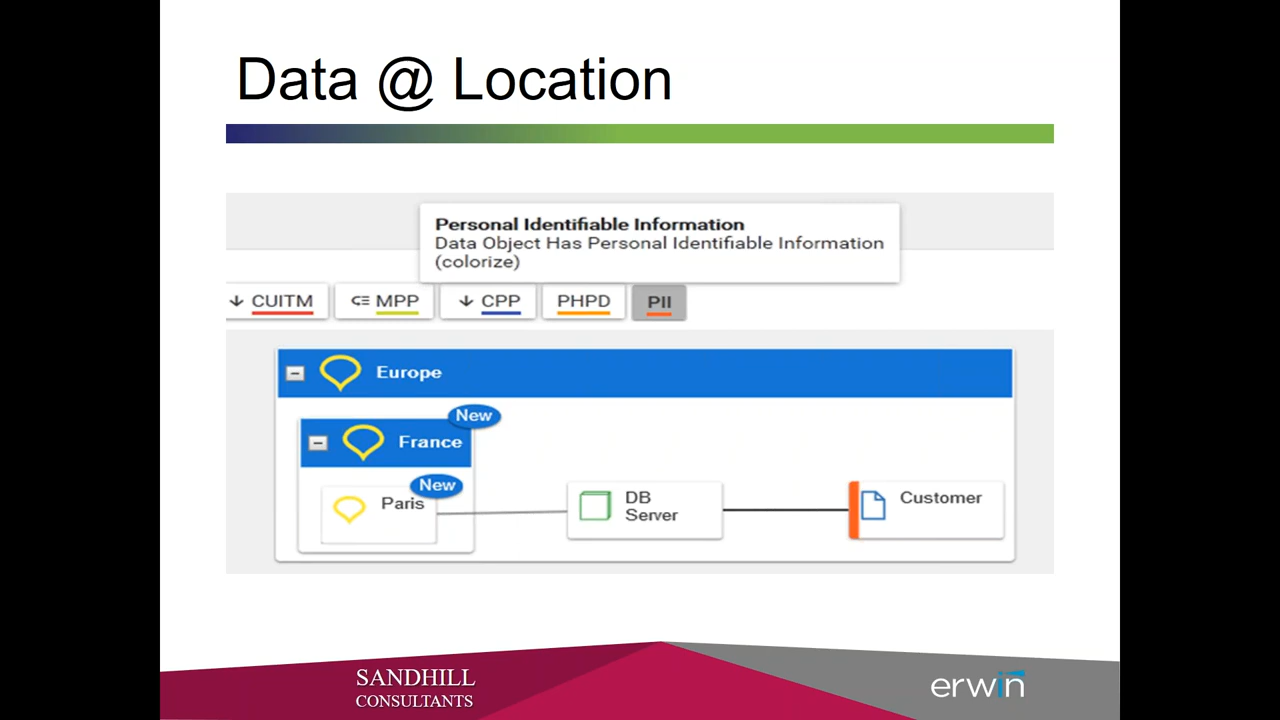 Data @ Location
Personal Identifiable Information
Data Object Has Personal Identifiable Information
(colorize)
CUITM
MPP
CPP
PHPD
PII
Europe
New
France
New
Paris
DB
Server
Customer
SANDHILL
CONSULTANTS
erwin